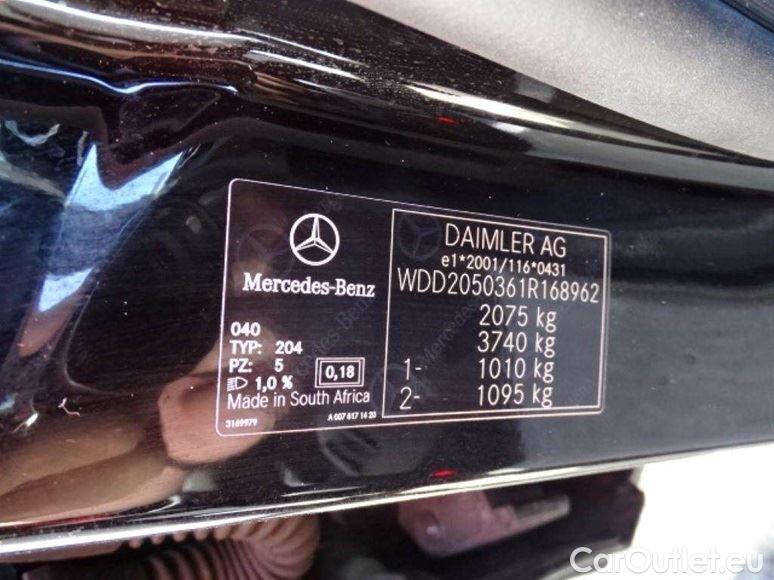 Mercedes-Benz
040
TYP: 204
PZ: 5
1,0 %
0,18
Made in South Africa
3169979
A 007 817 14 20
DAIMLER AG
e1*2001/116*0431
WDD2050361R168962
2075 kg
3740 kg
1- 1010 kg
2- 1095 kg
CarOutlet.eu